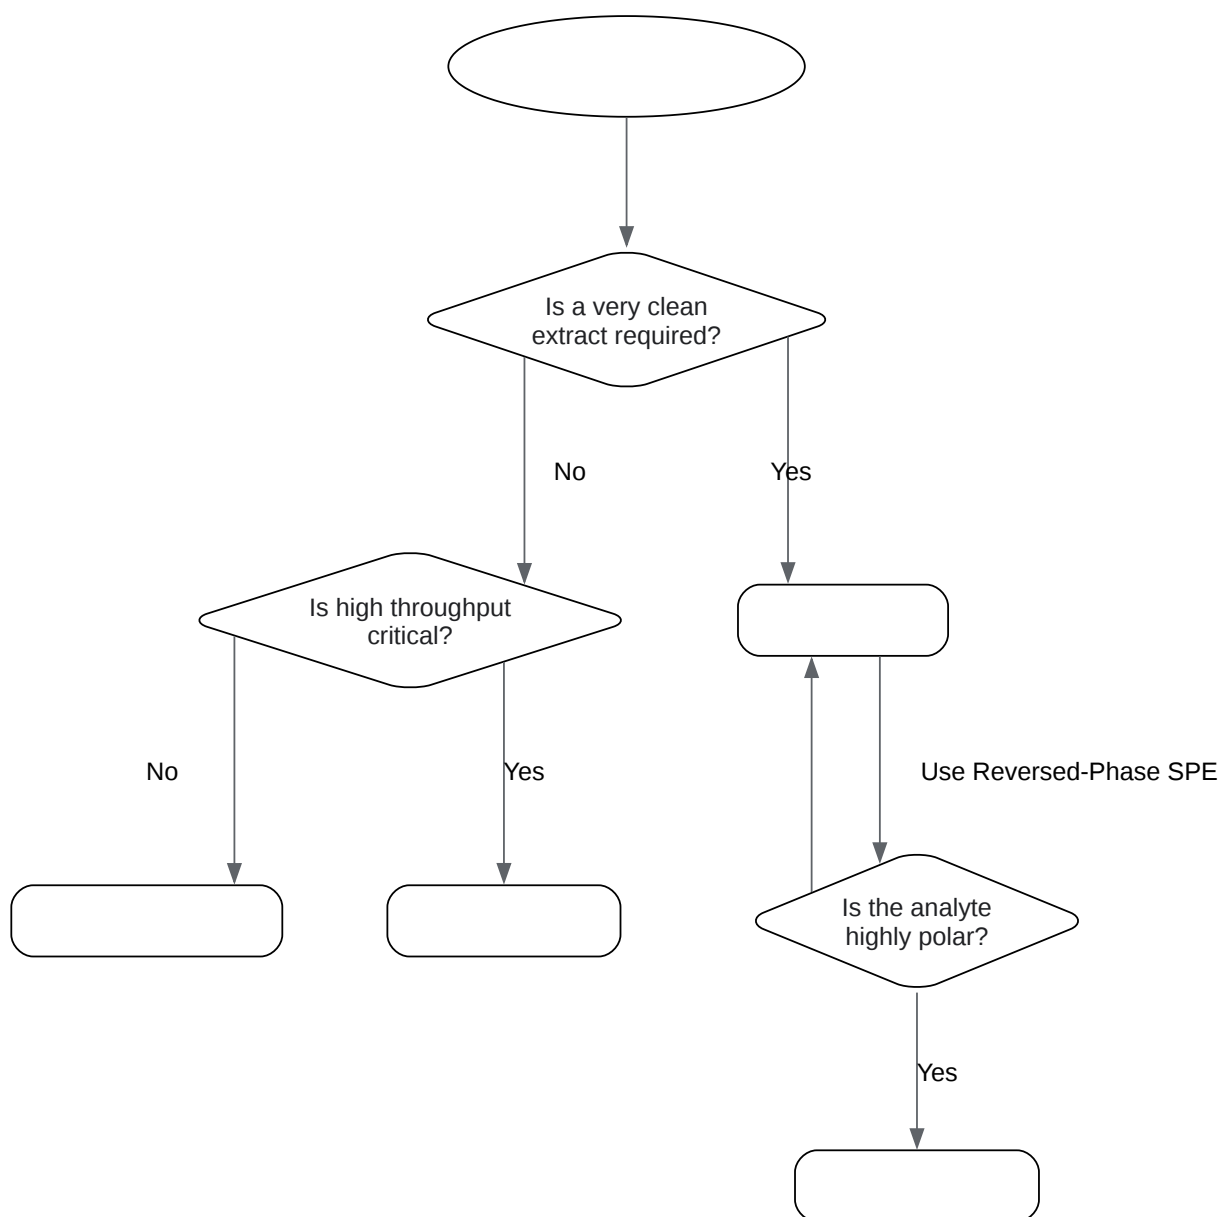 Is a very clean
extract required?
No
Yes
Is high throughput
critical?
No
Yes
Use Reversed-Phase SPE
Is the analyte
highly polar?
Yes